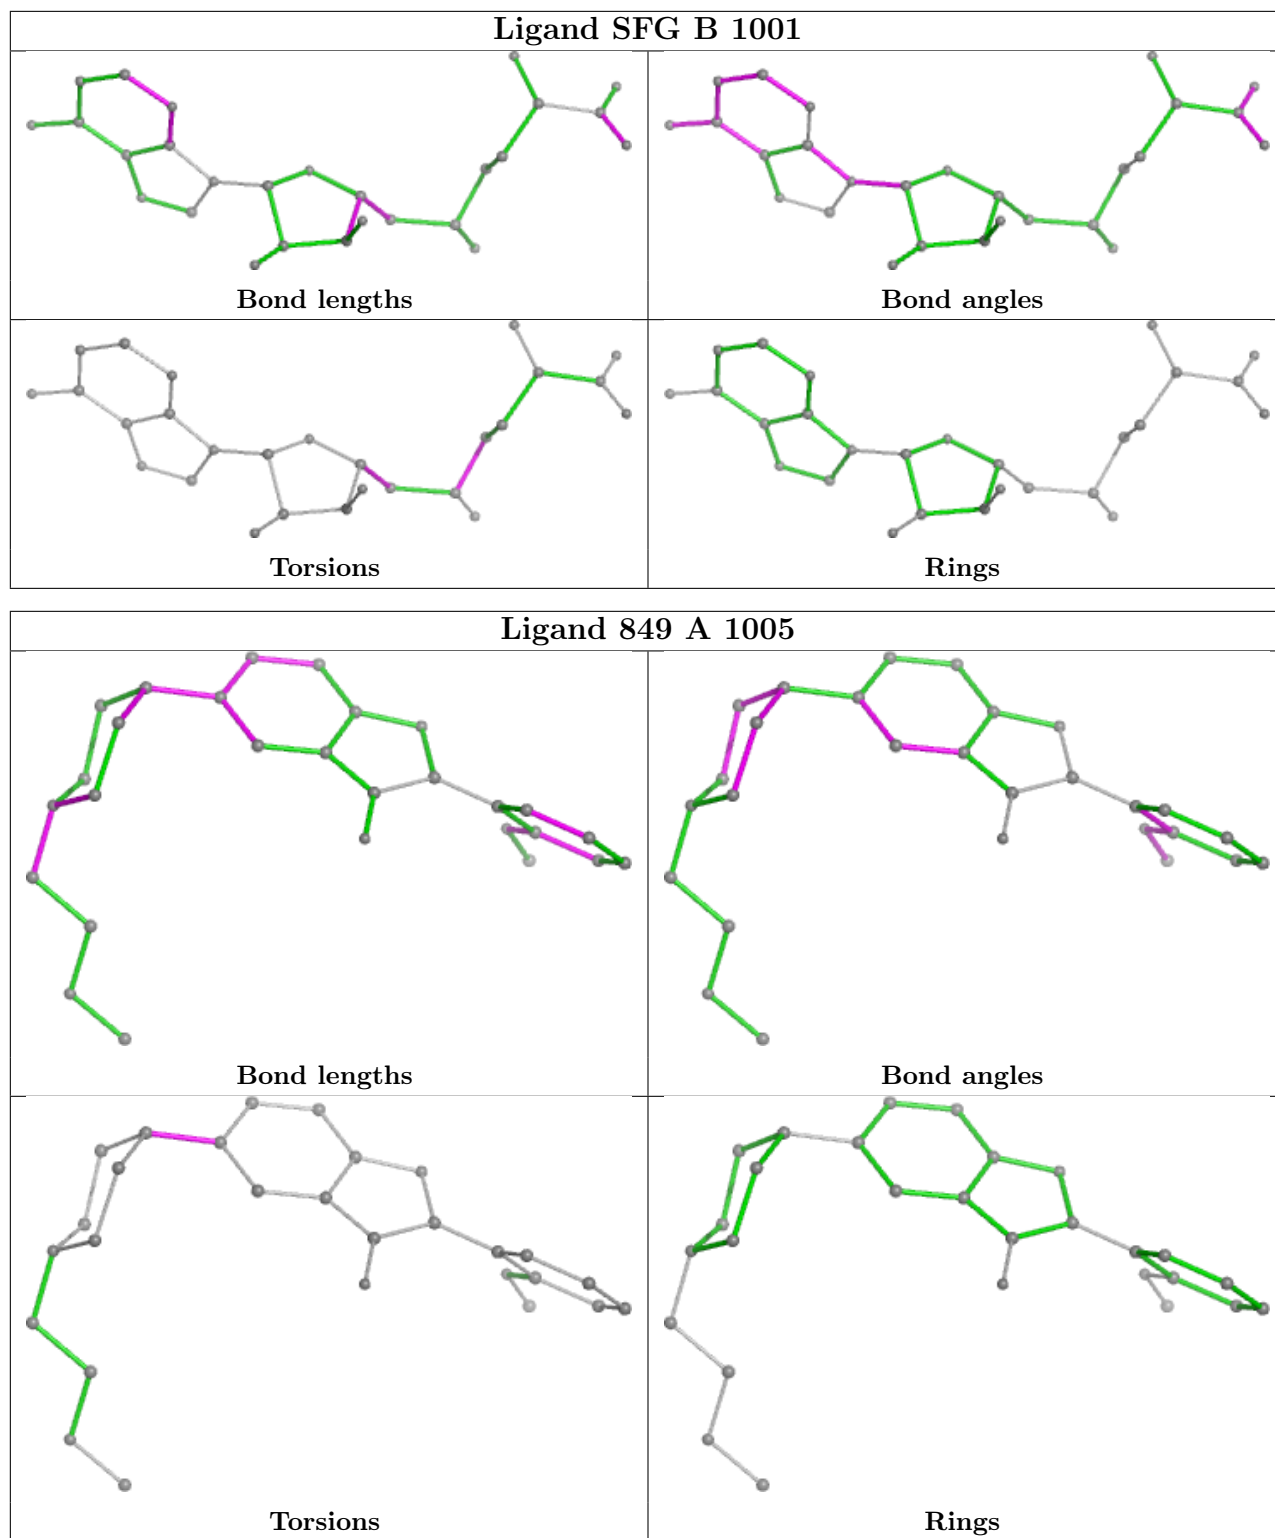 Ligand SFG B 1001
Bond lengths
Bond angles
Torsions
Rings
Ligand 849 A 1005
Bond lengths
Bond angles
Torsions
Rings